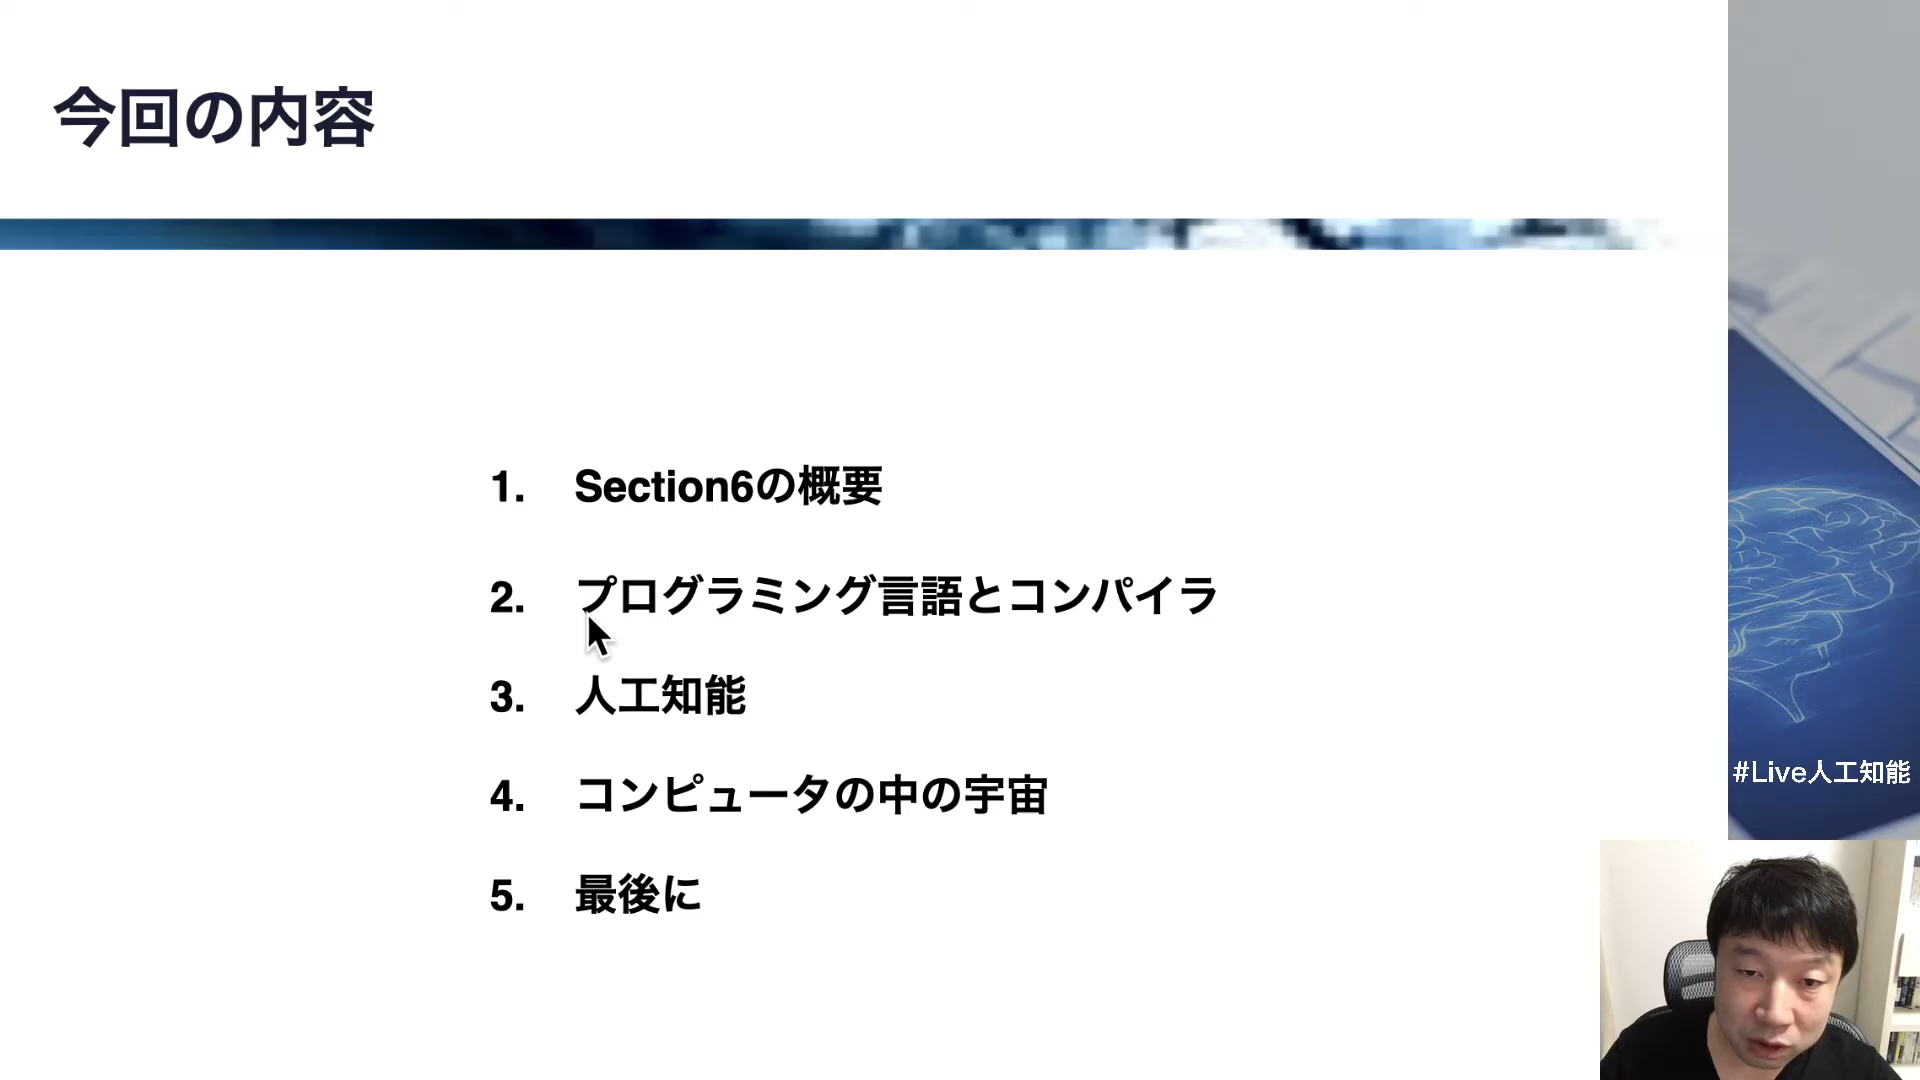 今回の内容
1. Section6の概要
2. プログラミング言語とコンパイラ
3. 人工知能
4. コンピュータの中の宇宙
5. 最後に
#Live人工知能